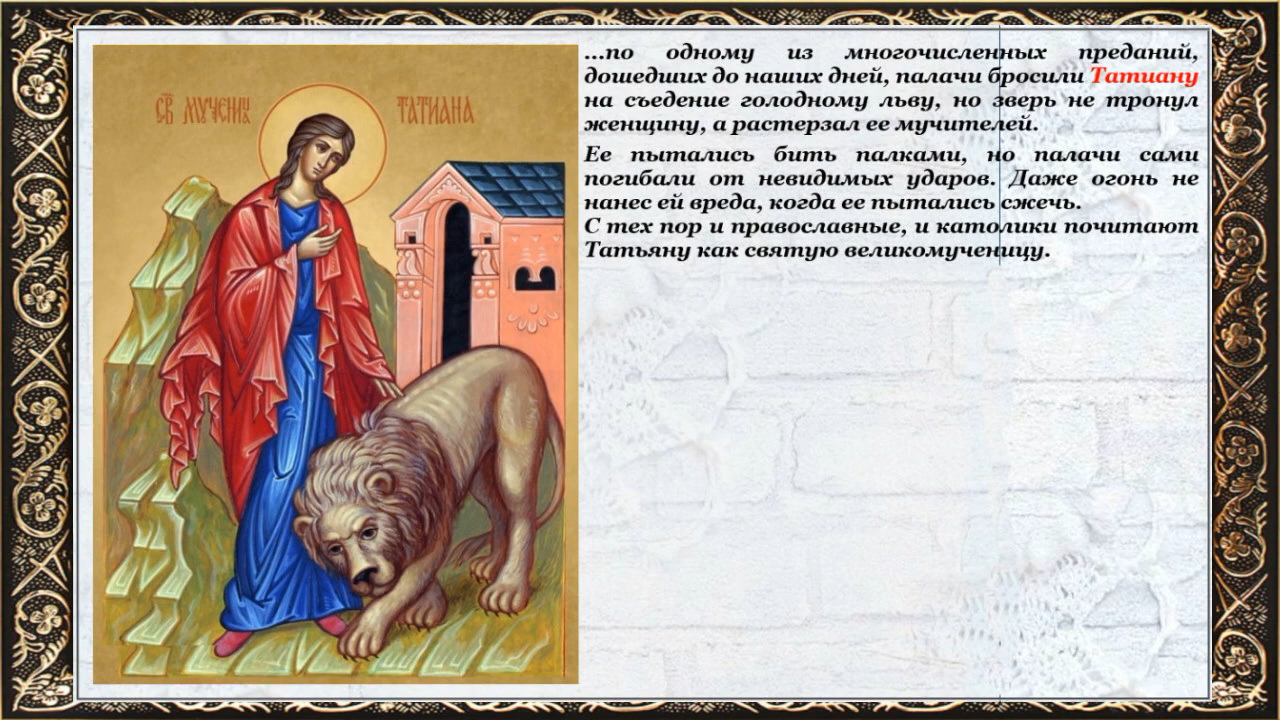 СВ МУЧЕНИЦ ТАТИАНА
...по одному из многочисленных преданий,
дошедших до наших дней, палачи бросили Татиану
на съедение голодному льву, но зверь не тронул
женщину, а растерзал ее мучителей.
Ее пытались бить палками, но палачи сами
погибали от невидимых ударов. Даже огонь не
нанес ей вреда, когда ее пытались сжечь.
С тех пор и православные, и католики почитают
Татьяну как святую великомученицу.